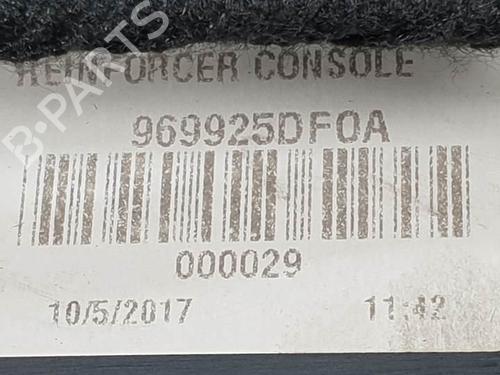 REINFORCER CONSOLE
969925DF0A
000029
10/5/2017 11:42
B-PARTS